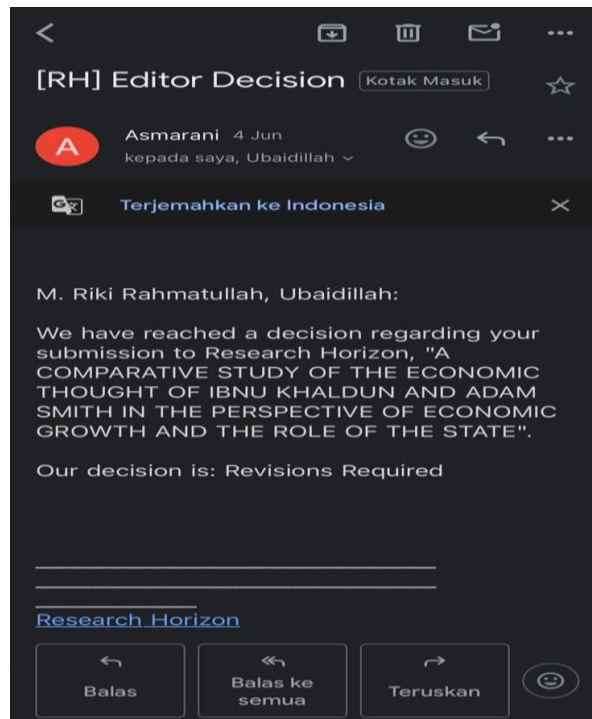 [RH] Editor Decision Kotak Masuk
A
Asmarani 4 Jun
kepada saya, Ubaidillah
Terjemahkan ke Indonesia
M. Riki Rahmatullah, Ubaidillah:
We have reached a decision regarding your
submission to Research Horizon, "A
COMPARATIVE STUDY OF THE ECONOMIC
THOUGHT OF IBNU KHALDUN AND ADAM
SMITH IN THE PERSPECTIVE OF ECONOMIC
GROWTH AND THE ROLE OF THE STATE".
Our decision is: Revisions Required
Research Horizon
Balas
Balas ke
semua
Teruskan